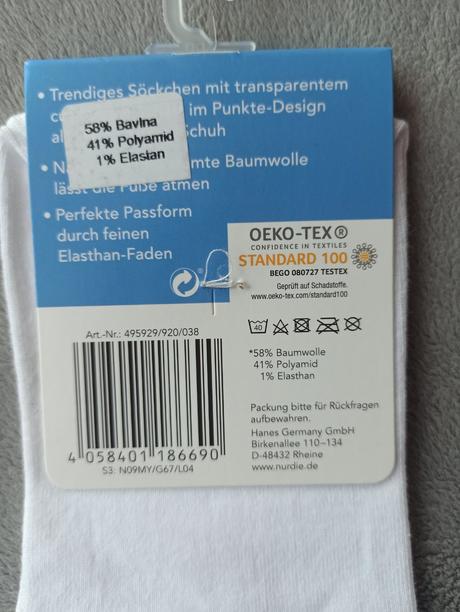 • Trendiges Söckchen mit transparentem
im Punkte-Design
Schuh
58% Bavlna
41% Polyamid
1% Elastan
mte Baumwolle
lässt die Füße atmen
• Perfekte Passform
durch feinen
Elasthan-Faden
OEKO-TEX®
CONFIDENCE IN TEXTILES
STANDARD 100
BEGO 080727 TESTEX
Geprüft auf Schadstoffe.
www.oeko-tex.com/standard100
40
*58% Baumwolle
41% Polyamid
1% Elasthan
Packung bitte für Rückfragen
aufbewahren.
Hanes Germany GmbH
Birkenallee 110–134
D-48432 Rheine
www.nurdie.de
Art.-Nr.: 495929/920/038
4 058401 186690
S3: N09MY/G67/L04